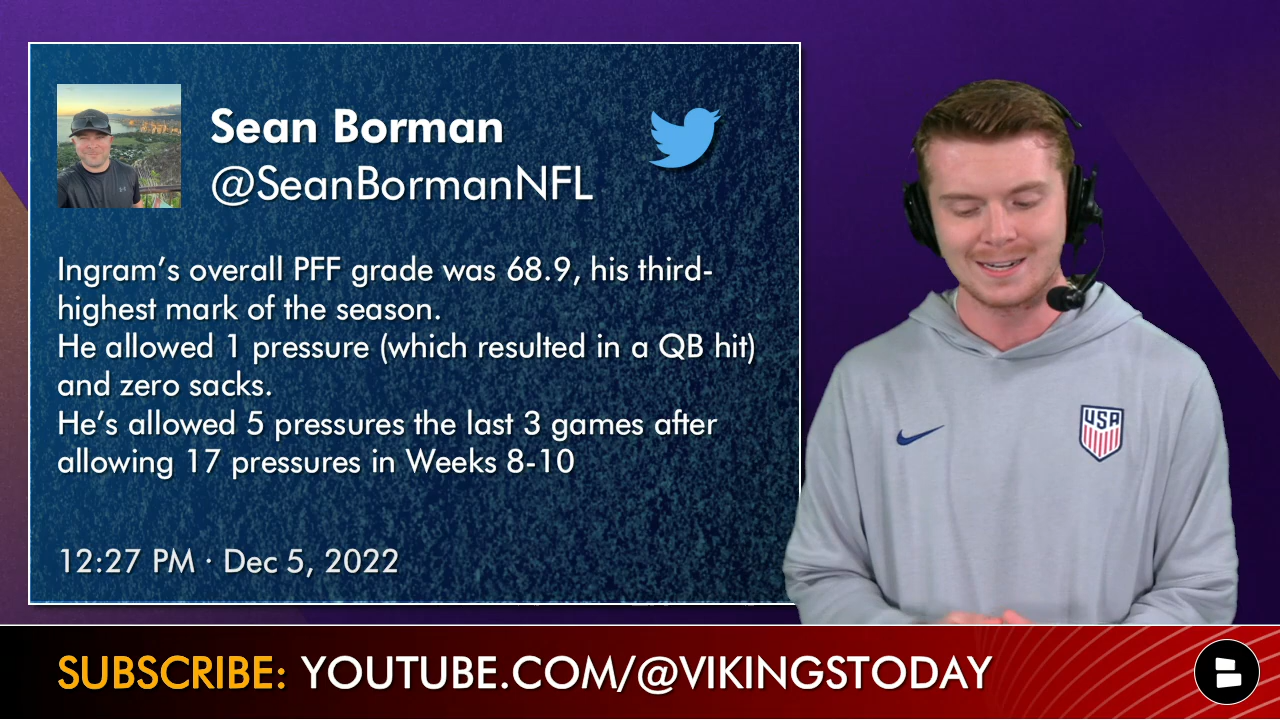 Sean Borman
@SeanBormanNFL
Ingram’s overall PFF grade was 68.9, his third-
highest mark of the season.
He allowed 1 pressure (which resulted in a QB hit)
and zero sacks.
He’s allowed 5 pressures the last 3 games after
allowing 17 pressures in Weeks 8-10
12:27 PM · Dec 5, 2022
USA
SUBSCRIBE: YOUTUBE.COM/@VIKINGSTODAY